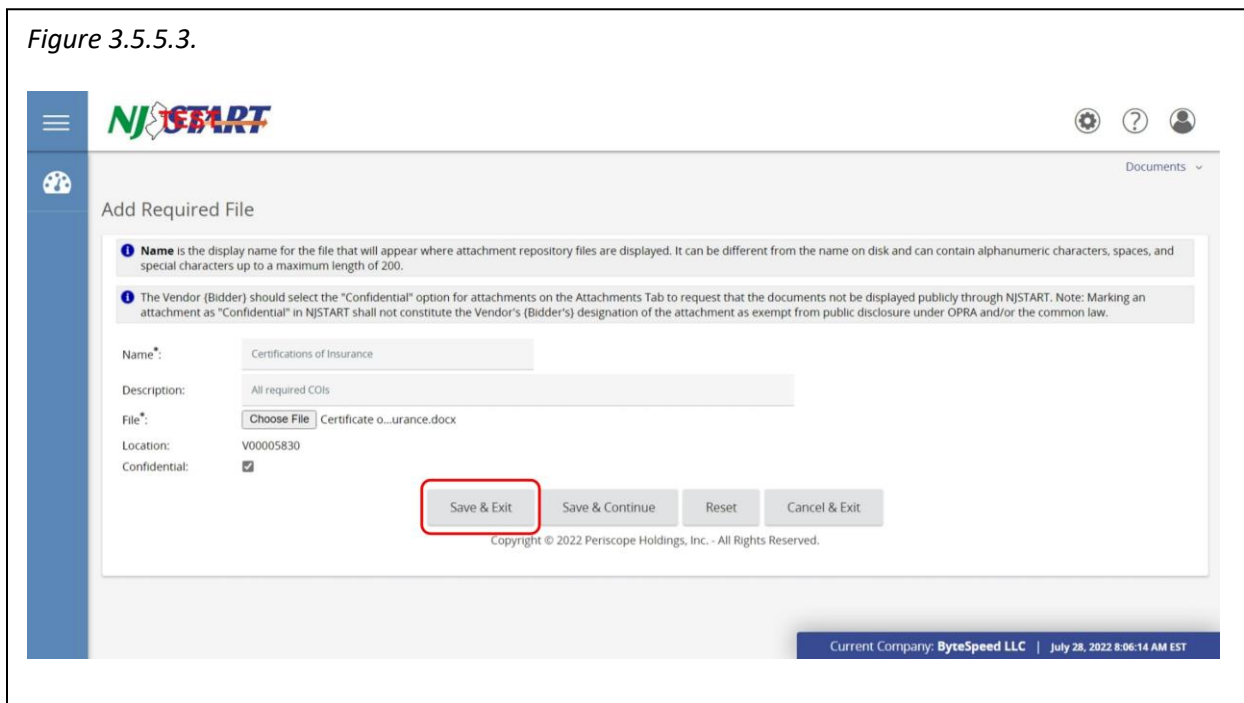 Figure 3.5.5.3.
NJSTART
TEST
Documents
Add Required File
Name is the display name for the file that will appear where attachment repository files are displayed. It can be different from the name on disk and can contain alphanumeric characters, spaces, and
special characters up to a maximum length of 200.
The Vendor {Bidder} should select the "Confidential" option for attachments on the Attachments Tab to request that the documents not be displayed publicly through NJSTART. Note: Marking an
attachment as "Confidential" in NJSTART shall not constitute the Vendor's {Bidder's} designation of the attachment as exempt from public disclosure under OPRA and/or the common law.
Name*: Certifications of Insurance
Description: All required COIs
File*: Choose File Certificate o...urance.docx
Location: V00005830
Confidential:
Save & Exit Save & Continue Reset Cancel & Exit
Copyright © 2022 Periscope Holdings, Inc. - All Rights Reserved.
Current Company: ByteSpeed LLC | July 28, 2022 8:06:14 AM EST